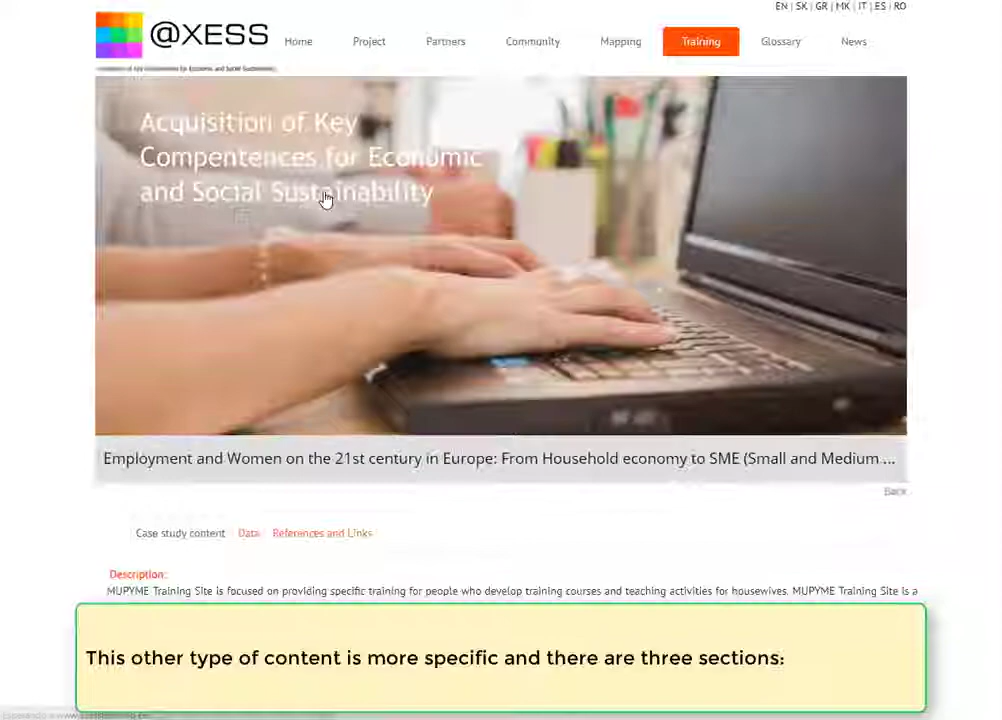 EN | SK | GR | MK | IT | ES | RO
@XESS
Home Project Partners Community Mapping Training Glossary News
Acquisition of Key
Compentences for Economic
and Social Sustainability
Employment and Women on the 21st century in Europe: From Household economy to SME (Small and Medium ...
Back
Case study content Data References and Links
Description:
MUPYME Training Site is focused on providing specific training for people who develop training courses and teaching activities for housewives. MUPYME Training Site is a
This other type of content is more specific and there are three sections: